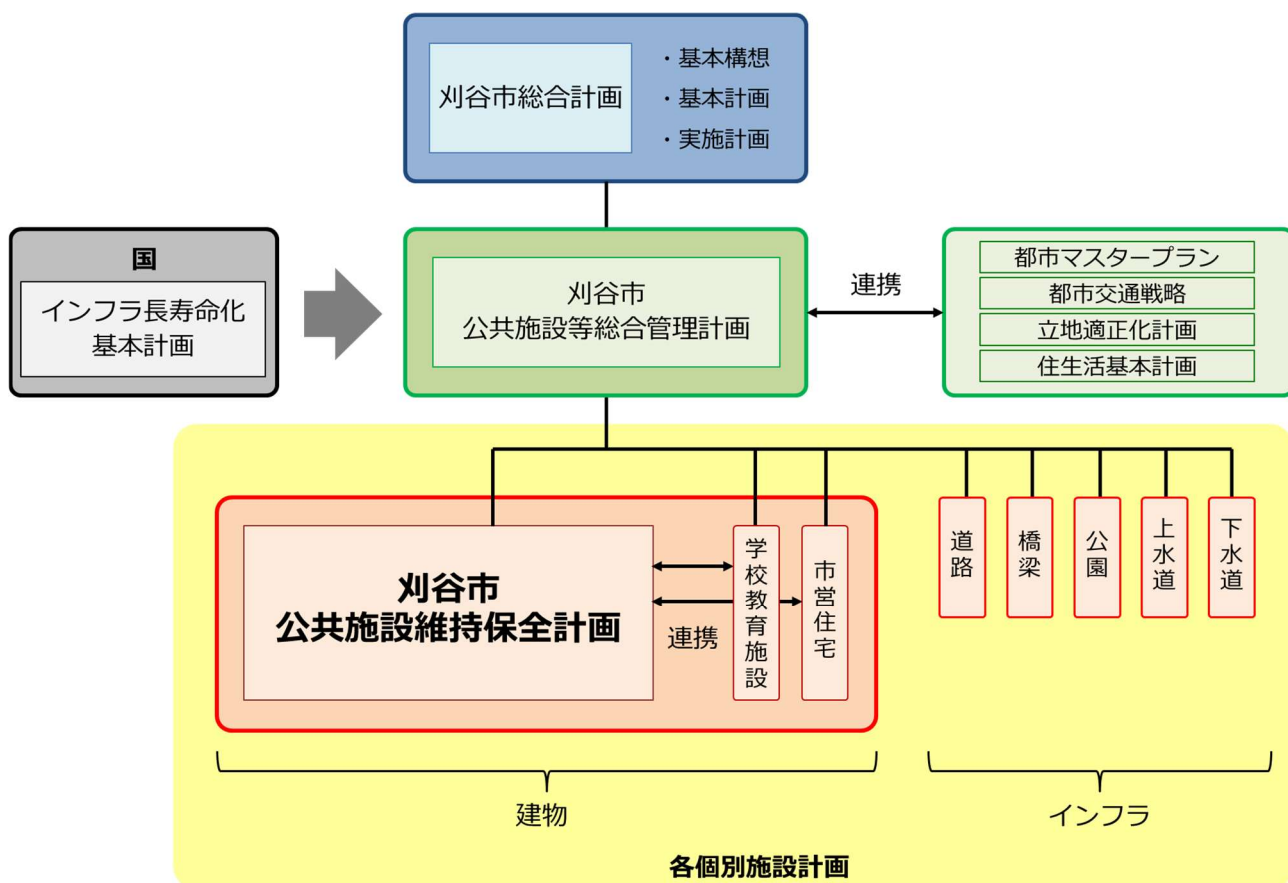 刈谷市総合計画
・基本構想
・基本計画
・実施計画
国
インフラ長寿命化
基本計画
刈谷市
公共施設等総合管理計画
連携
都市マスタープラン
都市交通戦略
立地適正化計画
住生活基本計画
刈谷市
公共施設維持保全計画
連携
学校教育施設
市営住宅
道路
橋梁
公園
上水道
下水道
建物
インフラ
各個別施設計画